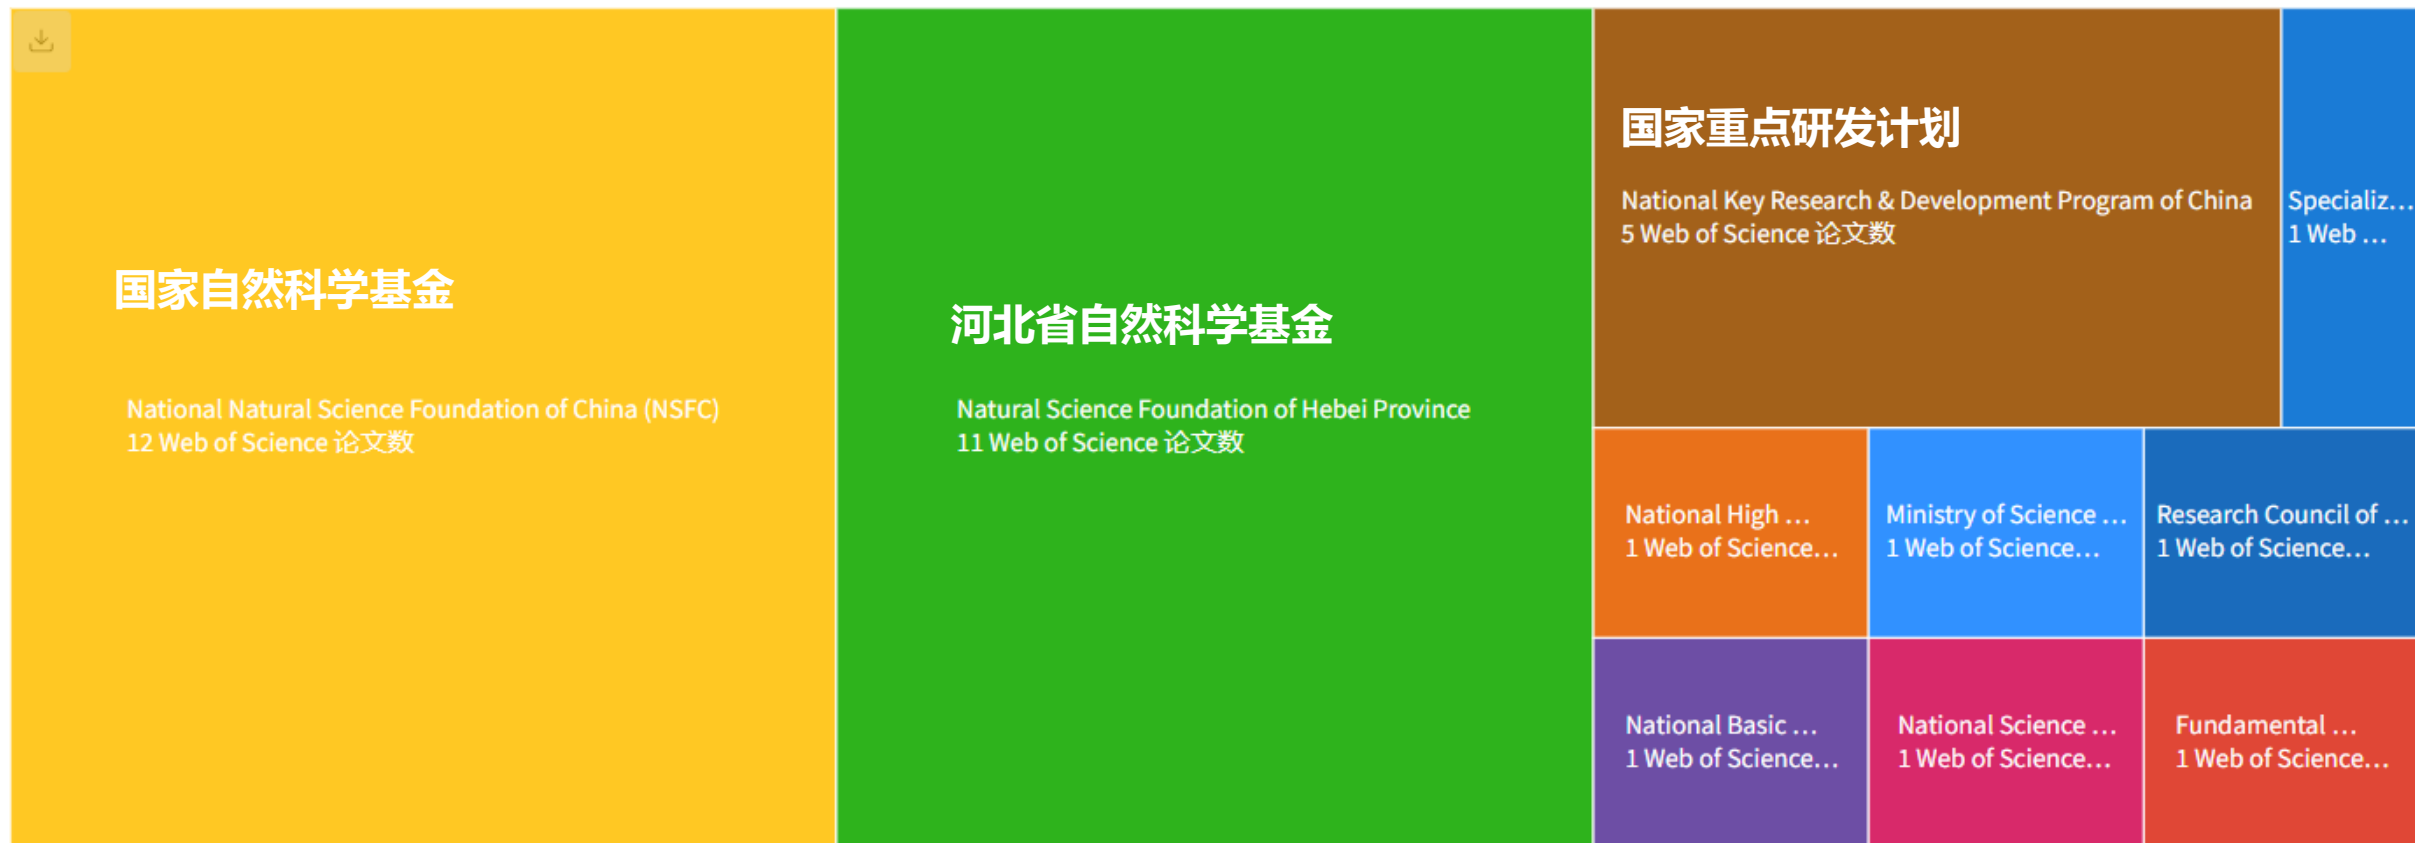 国家自然科学基金
National Natural Science Foundation of China (NSFC)
12 Web of Science 论文数
河北省自然科学基金
Natural Science Foundation of Hebei Province
11 Web of Science 论文数
国家重点研发计划
National Key Research & Development Program of China
5 Web of Science 论文数
Specializ...
1 Web ...
National High ...
1 Web of Science...
Ministry of Science ...
1 Web of Science...
Research Council of ...
1 Web of Science...
National Basic ...
1 Web of Science...
National Science ...
1 Web of Science...
Fundamental ...
1 Web of Science...